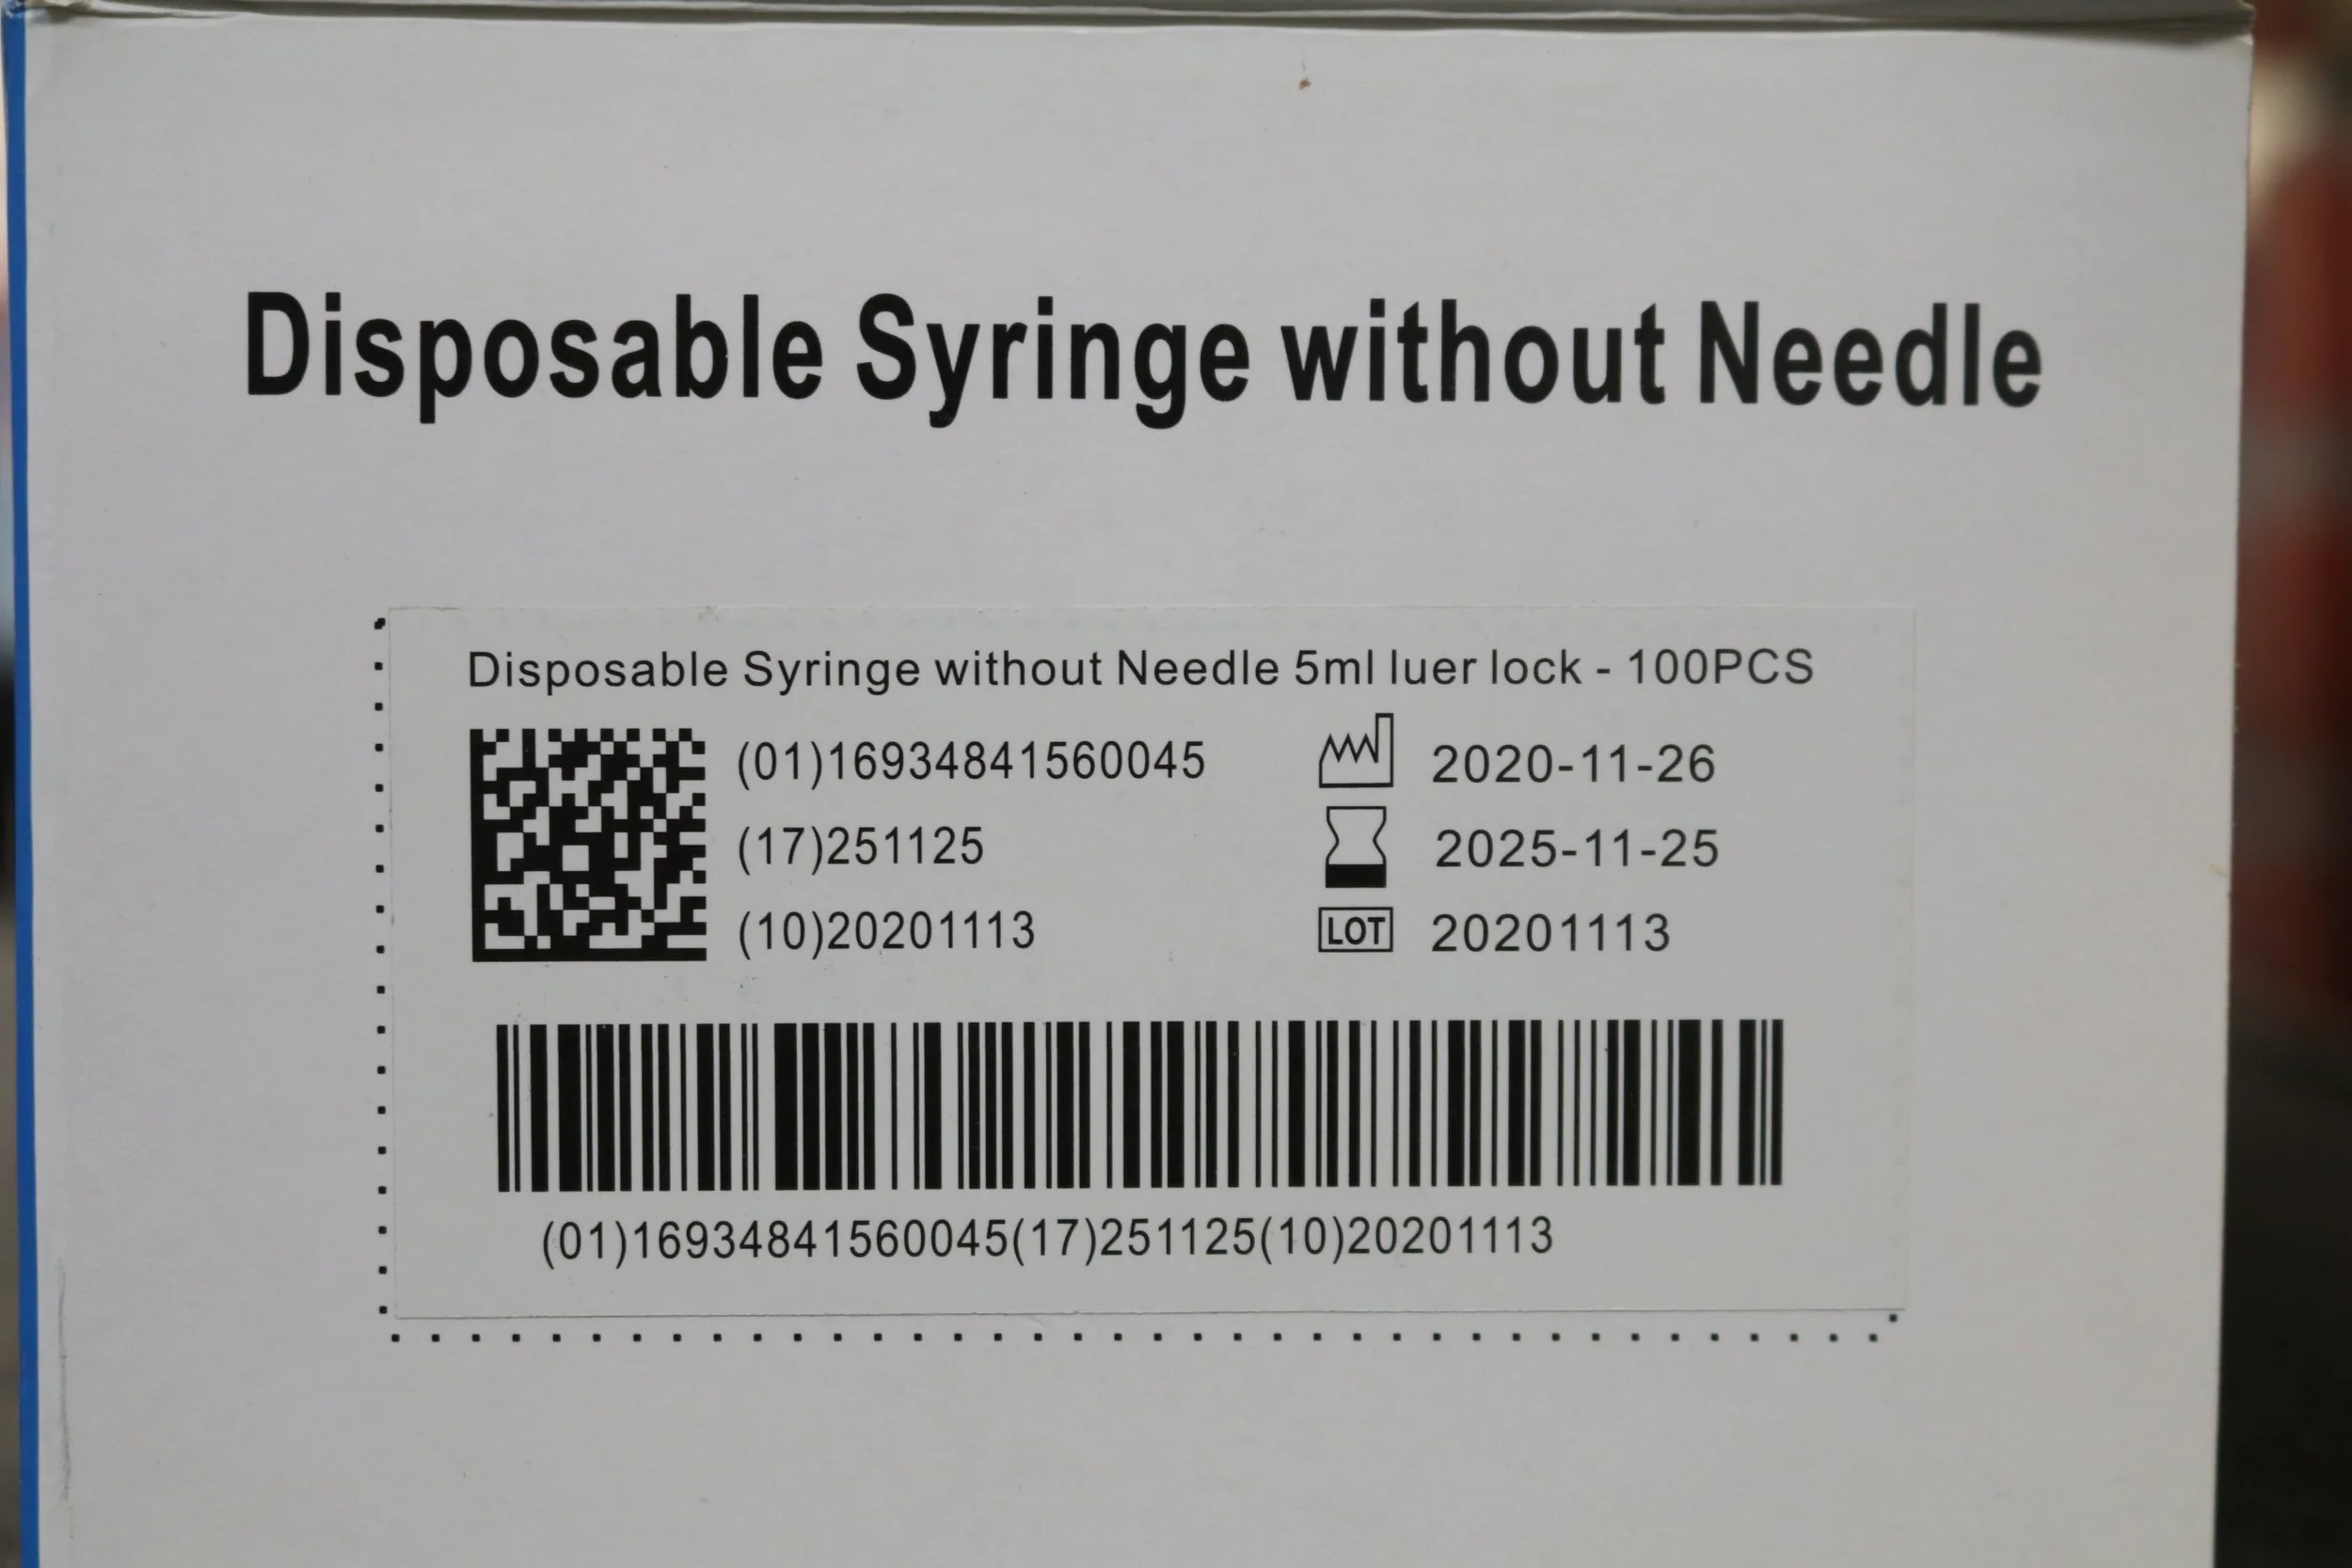 Disposable Syringe without Needle
Disposable Syringe without Needle 5ml luer lock - 100PCS
(01)16934841560045
2020-11-26
(17)251125
2025-11-25
(10)20201113
LOT 20201113
(01)16934841560045(17)251125(10)20201113